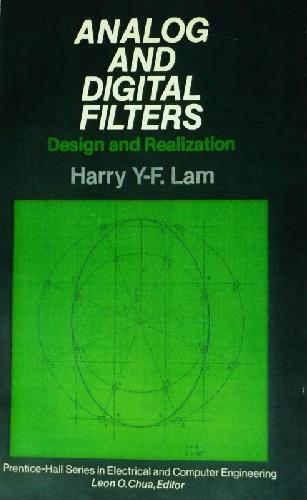 ANALOG
AND
DIGITAL
FILTERS
Design and Realization
Harry Y-F. Lam
Prentice-Hall Series in Electrical and Computer Engineering
Leon O. Chua, Editor